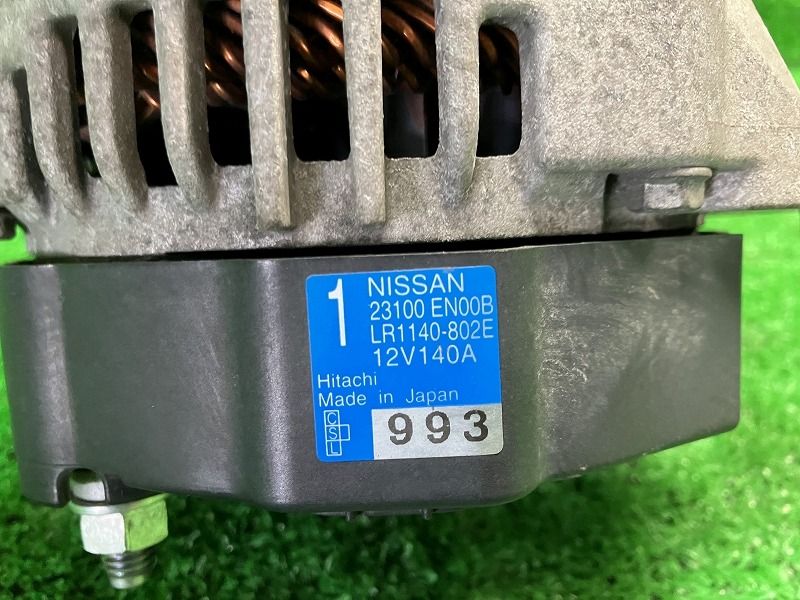 1
NISSAN
23100 EN00B
LR1140-802E
12V140A
Hitachi
Made in Japan
C
S
L
993